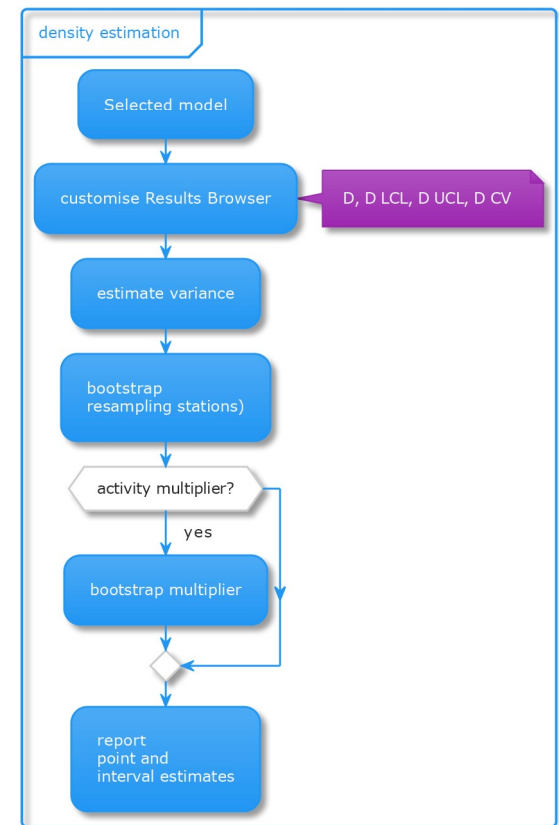 density estimation
Selected model
customise Results Browser
D, D LCL, D UCL, D CV
estimate variance
bootstrap
resampling stations)
activity multiplier?
yes
bootstrap multiplier
report
point and
interval estimates